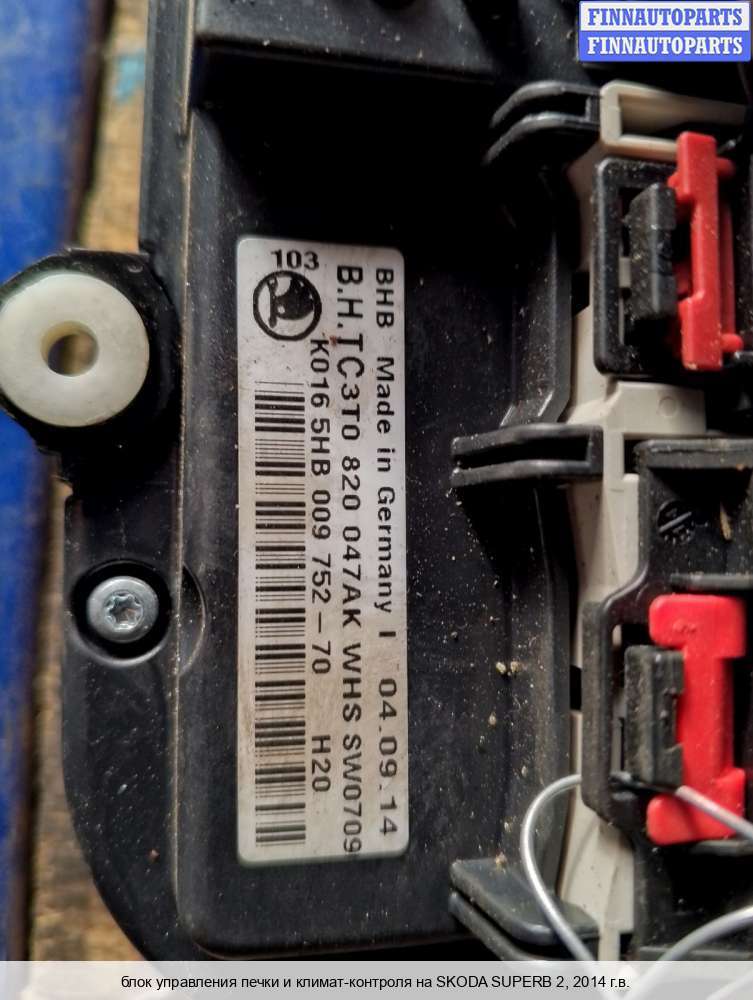 FINNAUTOPARTS
FINNAUTOPARTS
BHB Made in Germany I 04.09.14
103 B.H.TC3T0 820 047AK WHS SW0709
K016 5HB 009 752-70 H20
блок управления печки и климат-контроля на SKODA SUPERB 2, 2014 г.в.